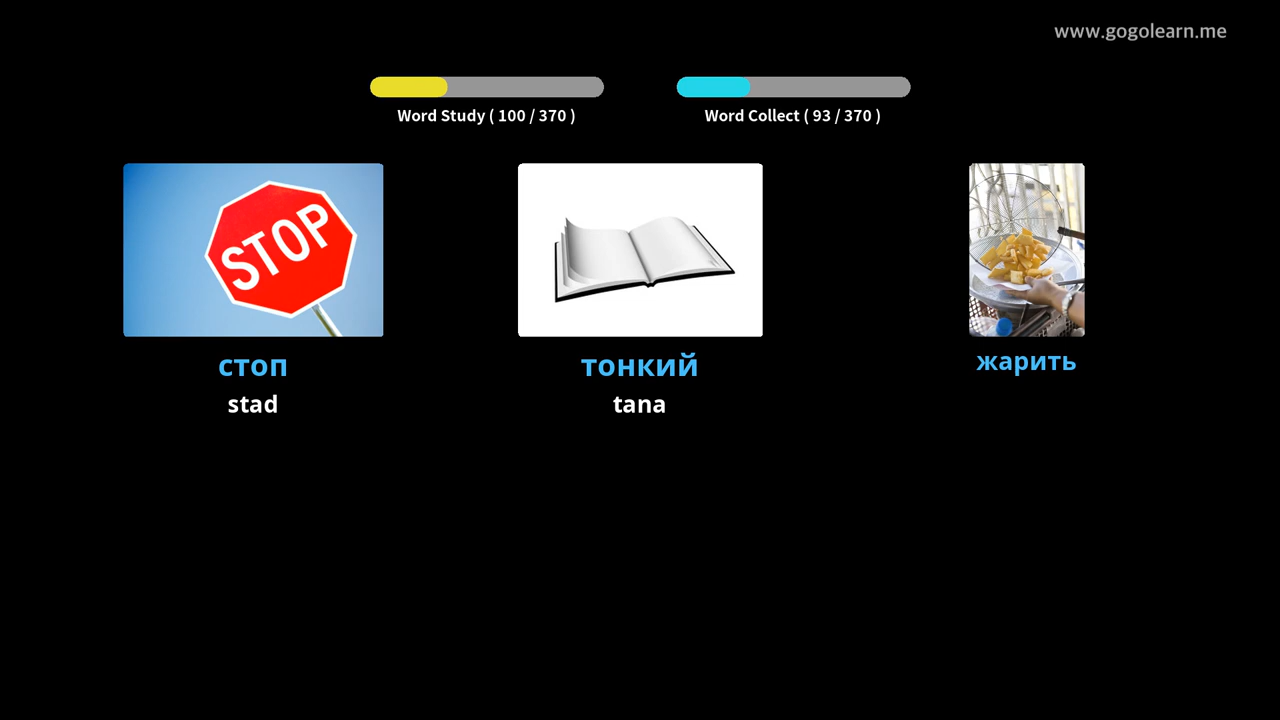 www.gogolearn.me
Word Study ( 100 / 370 )
Word Collect ( 93 / 370 )
STOP
стоп
тонкий
жарить
stad
tana